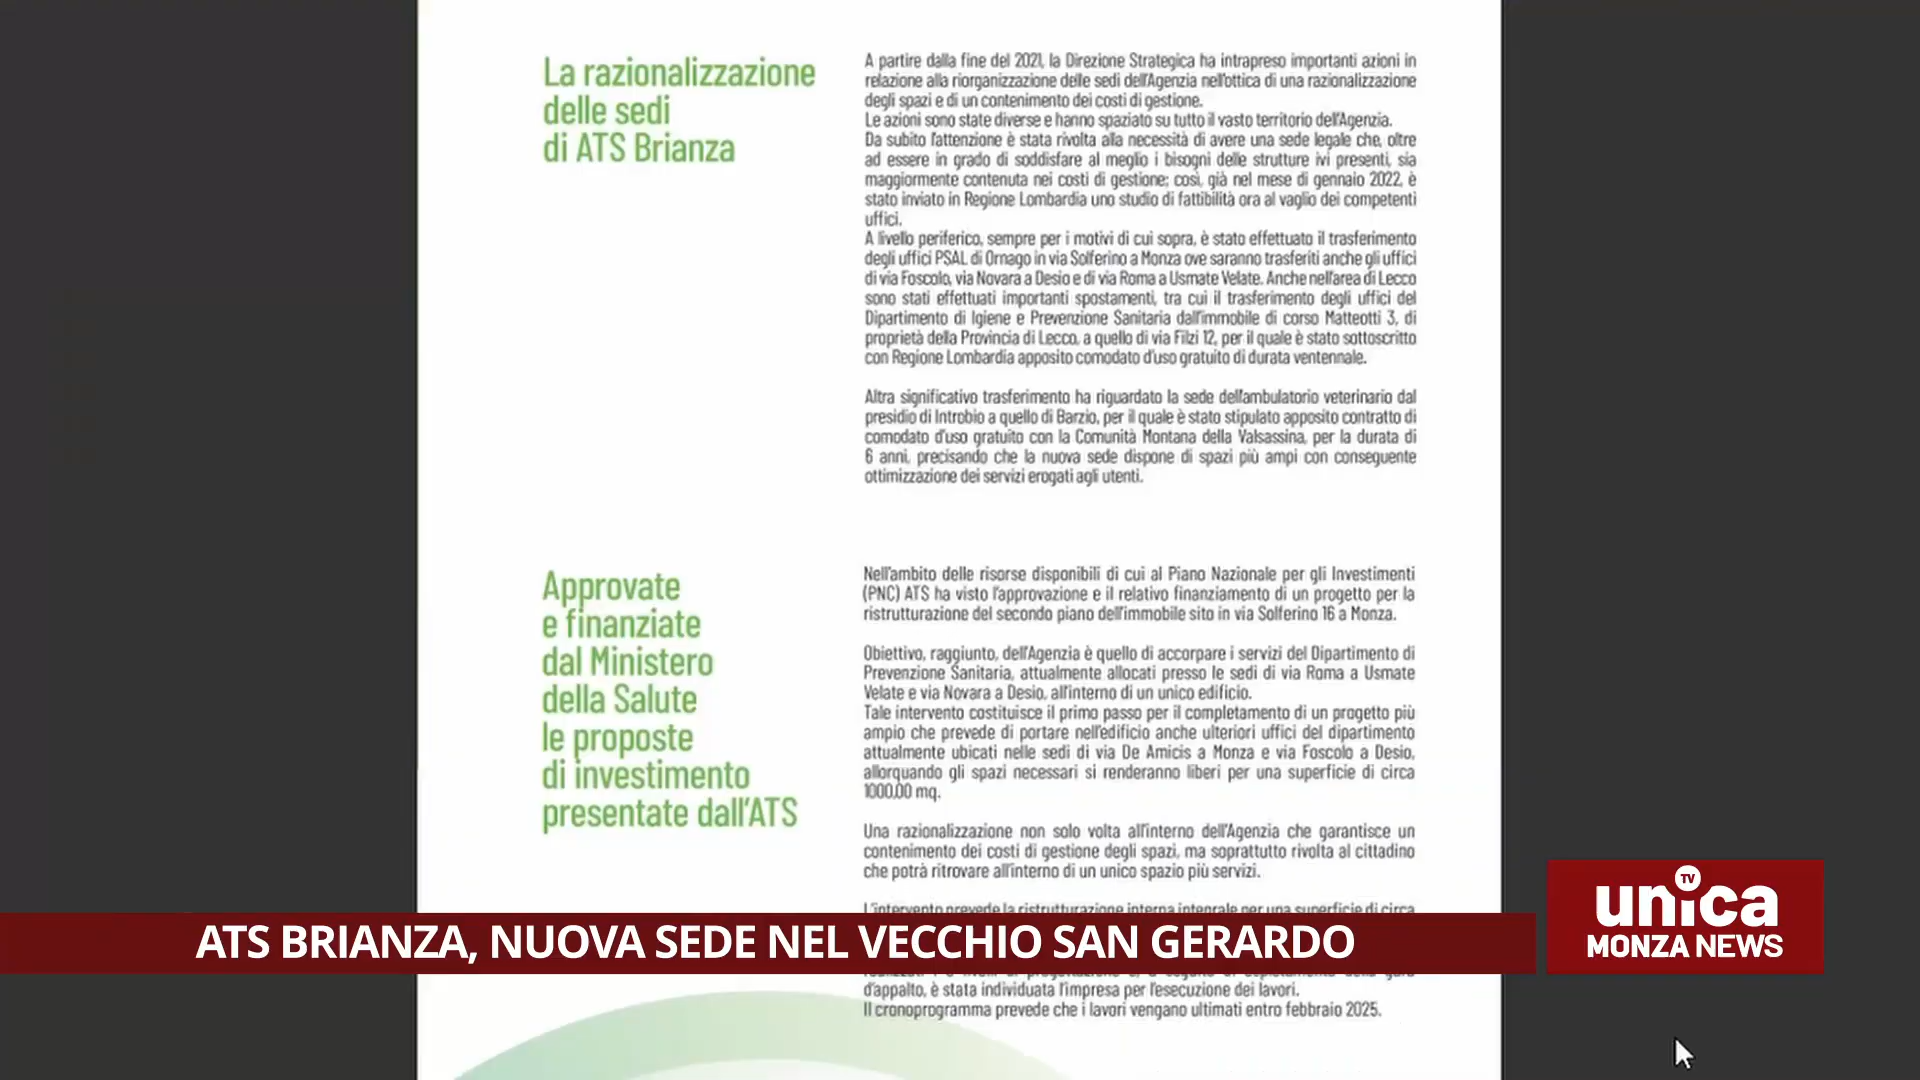 La razionalizzazione
delle sedi
di ATS Brianza
A partire dalla fine del 2021, la Direzione Strategica ha intrapreso importanti azioni in
relazione alla riorganizzazione delle sedi dell'Agenzia nell'ottica di una razionalizzazione
degli spazi e di un contenimento dei costi di gestione.
Le azioni sono state diverse e hanno spaziato su tutto il vasto territorio dell'Agenzia.
Da subito l'attenzione è stata rivolta alla necessità di avere una sede legale che, oltre
ad essere in grado di soddisfare al meglio i bisogni delle strutture ivi presenti, sia
maggiormente contenuta nei costi di gestione; così, già nel mese di gennaio 2022, è
stato inviato in Regione Lombardia uno studio di fattibilità ora al vaglio dei competenti
uffici.
A livello periferico, sempre per i motivi di cui sopra, è stato effettuato il trasferimento
degli uffici PSAL di Ornago in via Solferino a Monza ove saranno trasferiti anche gli uffici
di via Foscolo, via Novara a Desio e di via Roma a Usmate Velate. Anche nell'area di Lecco
sono stati effettuati importanti spostamenti, tra cui il trasferimento degli uffici del
Dipartimento di Igiene e Prevenzione Sanitaria dall'immobile di corso Matteotti 3, di
proprietà della Provincia di Lecco, a quello di via Filzi 12, per il quale è stato sottoscritto
con Regione Lombardia apposito comodato d'uso gratuito di durata ventennale.
Altra significativo trasferimento ha riguardato la sede dell'ambulatorio veterinario dal
presidio di Introbio a quello di Barzio, per il quale è stato stipulato apposito contratto di
comodato d'uso gratuito con la Comunità Montana della Valsassina, per la durata di
6 anni, precisando che la nuova sede dispone di spazi più ampi con conseguente
ottimizzazione dei servizi erogati agli utenti.
Approvate
e finanziate
dal Ministero
della Salute
le proposte
di investimento
presentate dall'ATS
Nell'ambito delle risorse disponibili di cui al Piano Nazionale per gli Investimenti
(PNC) ATS ha visto l'approvazione e il relativo finanziamento di un progetto per la
ristrutturazione del secondo piano dell'immobile sito in via Solferino 16 a Monza.
Obiettivo, raggiunto, dell'Agenzia è quello di accorpare i servizi del Dipartimento di
Prevenzione Sanitaria, attualmente allocati presso le sedi di via Roma a Usmate
Velate e via Novara a Desio, all'interno di un unico edificio.
Tale intervento costituisce il primo passo per il completamento di un progetto più
ampio che prevede di portare nell'edificio anche ulteriori uffici del dipartimento
attualmente ubicati nelle sedi di via De Amicis a Monza e via Foscolo a Desio,
allorquando gli spazi necessari si renderanno liberi per una superficie di circa
1000,00 mq.
Una razionalizzazione non solo volta all'interno dell'Agenzia che garantisce un
contenimento dei costi di gestione degli spazi, ma soprattutto rivolta al cittadino
che potrà ritrovare all'interno di un unico spazio più servizi.
L'intervento prevede la ristrutturazione interna integrale per una superficie di circa
d'appalto, è stata individuata l'impresa per l'esecuzione dei lavori.
Il cronoprogramma prevede che i lavori vengano ultimati entro febbraio 2025.
ATS BRIANZA, NUOVA SEDE NEL VECCHIO SAN GERARDO
TV
unica
MONZA NEWS